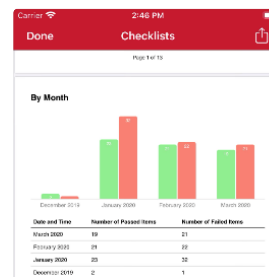 Carrier 2:46 PM
Done Checklists
Page 1 of 15
By Month
December 2019 January 2020 February 2020 March 2020
Date and Time Number of Passed Items Number of Failed Items
March 2020 19 21
February 2020 21 22
January 2020 23 32
December 2019 2 1